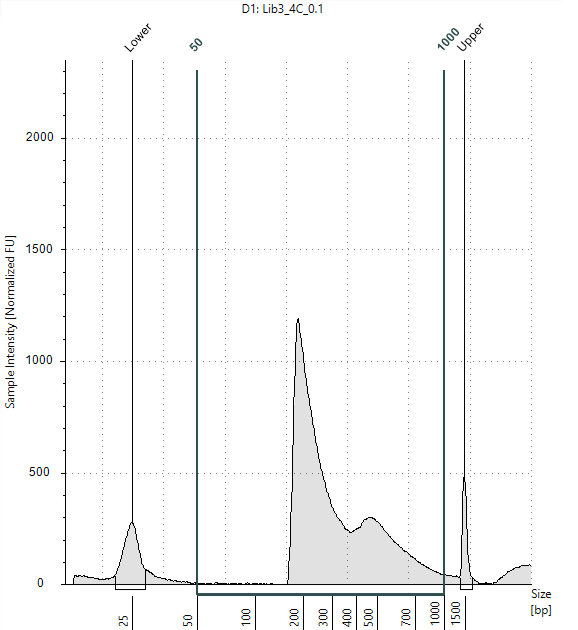 D1: Lib3_4C_0.1
Lower
50
1000
Upper
Sample Intensity [Normalized FU]
2000
1500
1000
500
0
25
50
100
200
300
400
500
700
1000
1500
Size
[bp]